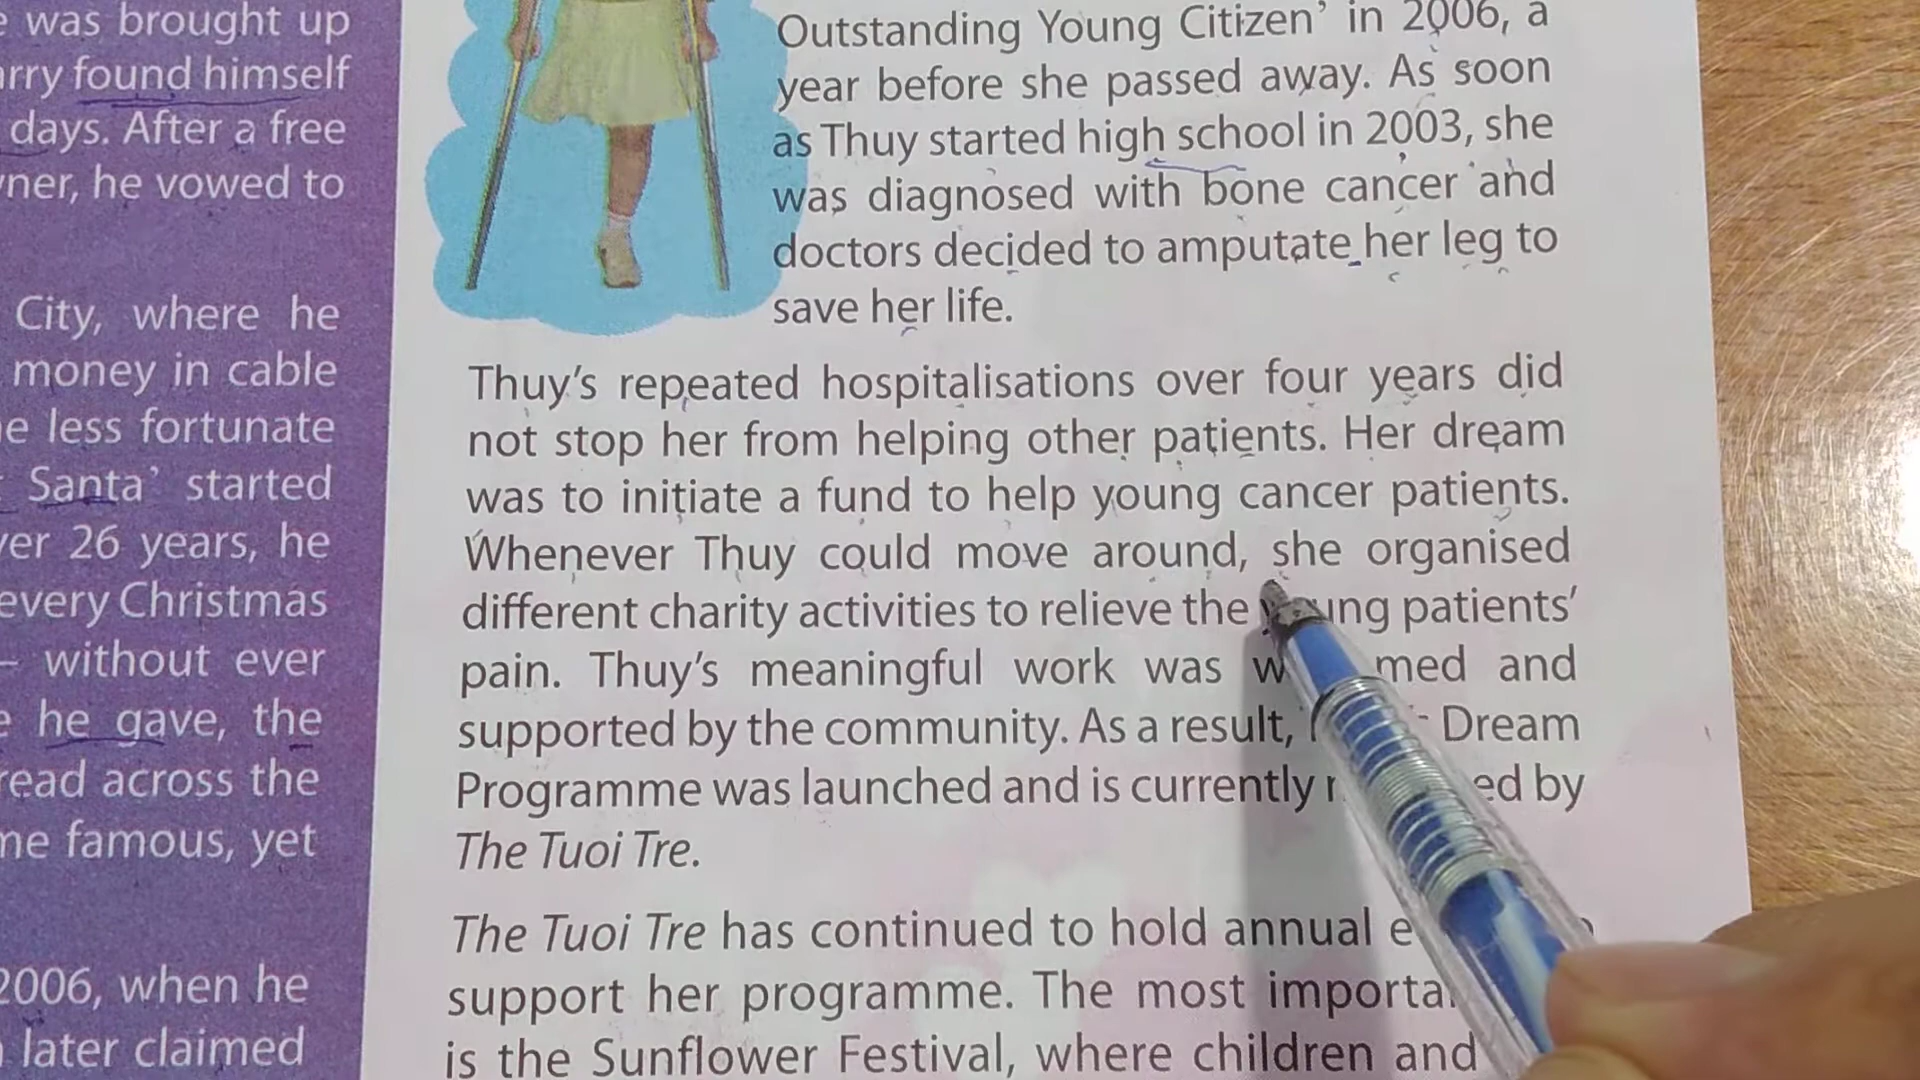 was brought up
found himself
days. After a free
he vowed to
City, where he
money in cable
less fortunate
Santa’ started
26 years, he
every Christmas
– without ever
he gave, the
across the
famous, yet
2006, when he
later claimed
Outstanding Young Citizen’ in 2006, a
year before she passed away. As soon
as Thuy started high school in 2003, she
was diagnosed with bone cancer and
doctors decided to amputate her leg to
save her life.
Thuy’s repeated hospitalisations over four years did
not stop her from helping other patients. Her dream
was to initiate a fund to help young cancer patients.
Whenever Thuy could move around, she organised
different charity activities to relieve the young patients’
pain. Thuy’s meaningful work was and
supported by the community. As a result, Dream
Programme was launched and is currently by
The Tuoi Tre.
The Tuoi Tre has continued to hold annual
support her programme. The most
is the Sunflower Festival, where children and